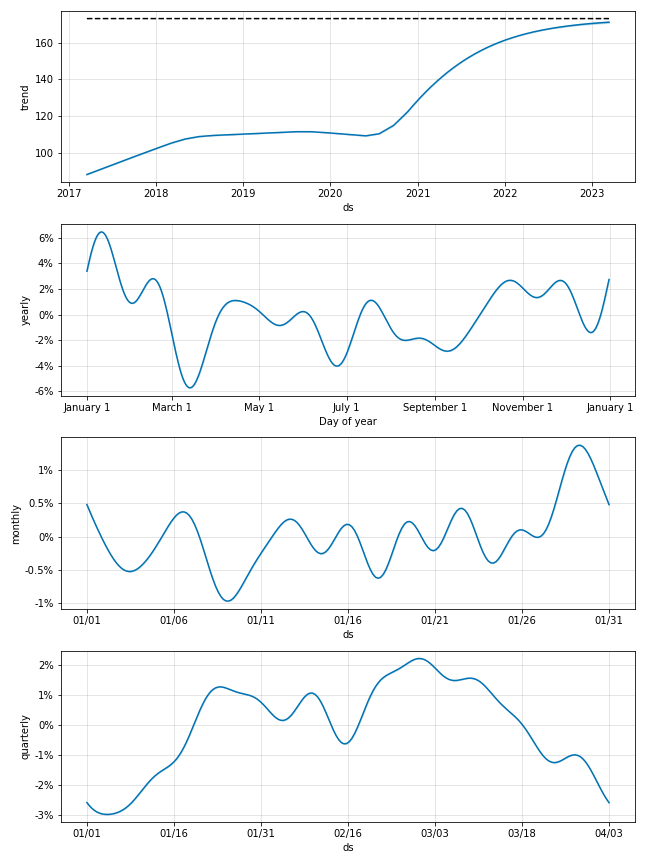 trend
160
140
120
100
2017 2018 2019 2020 2021 2022 2023
ds
yearly
6%
4%
2%
0%
-2%
-4%
-6%
January 1 March 1 May 1 July 1 September 1 November 1 January 1
Day of year
monthly
1%
0.5%
0%
-0.5%
-1%
01/01 01/06 01/11 01/16 01/21 01/26 01/31
ds
quarterly
2%
1%
0%
-1%
-2%
-3%
01/01 01/16 01/31 02/16 03/03 03/18 04/03
ds